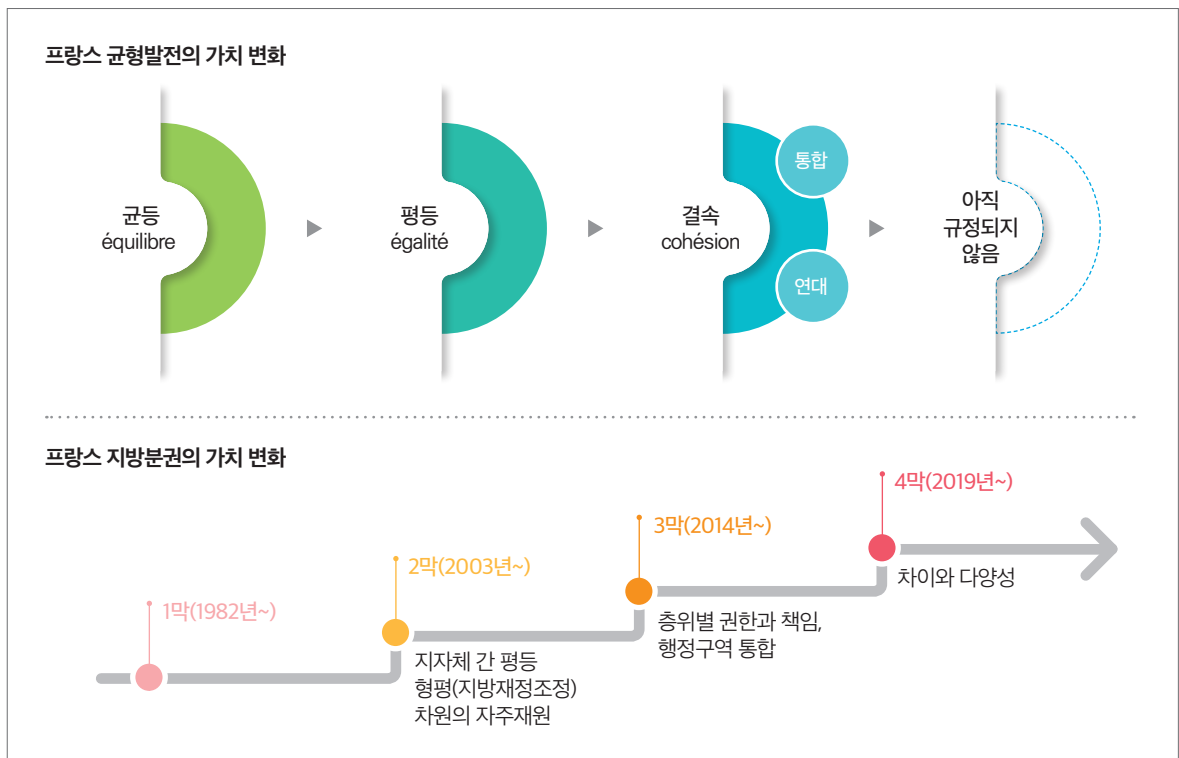 프랑스 균형발전의 가치 변화
균등
équilibre
평등
égalité
결속
cohésion
통합
연대
아직
규정되지
않음
프랑스 지방분권의 가치 변화
1막(1982년~)
2막(2003년~)
지자체 간 평등
형평(지방재정조정)
차원의 자주재원
3막(2014년~)
층위별 권한과 책임,
행정구역 통합
4막(2019년~)
차이와 다양성